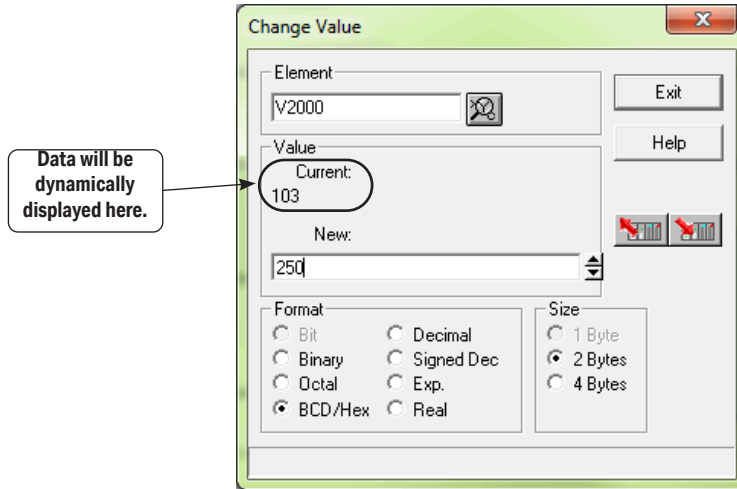 Change Value
Element
V2000
Exit
Help
Value
Current:
103
Data will be
dynamically
displayed here.
New:
250
Format
Bit
Binary
Octal
BCD/Hex
Decimal
Signed Dec
Exp.
Real
Size
1 Byte
2 Bytes
4 Bytes